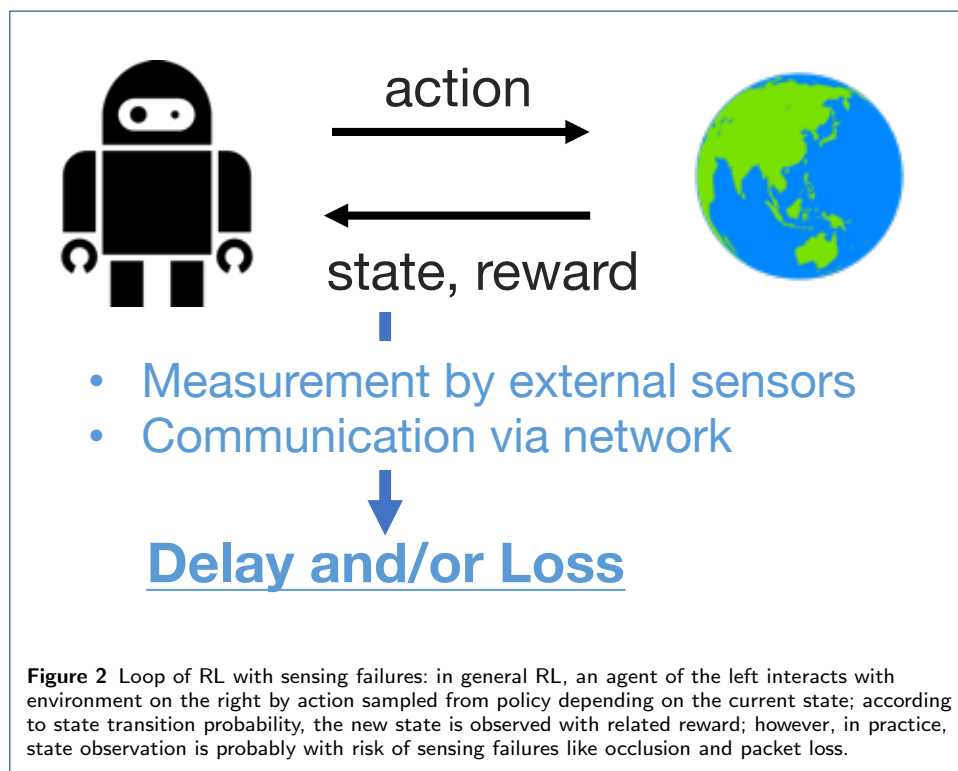 action
state, reward
• Measurement by external sensors
• Communication via network
Delay and/or Loss
Figure 2 Loop of RL with sensing failures: in general RL, an agent of the left interacts with
environment on the right by action sampled from policy depending on the current state; according
to state transition probability, the new state is observed with related reward; however, in practice,
state observation is probably with risk of sensing failures like occlusion and packet loss.